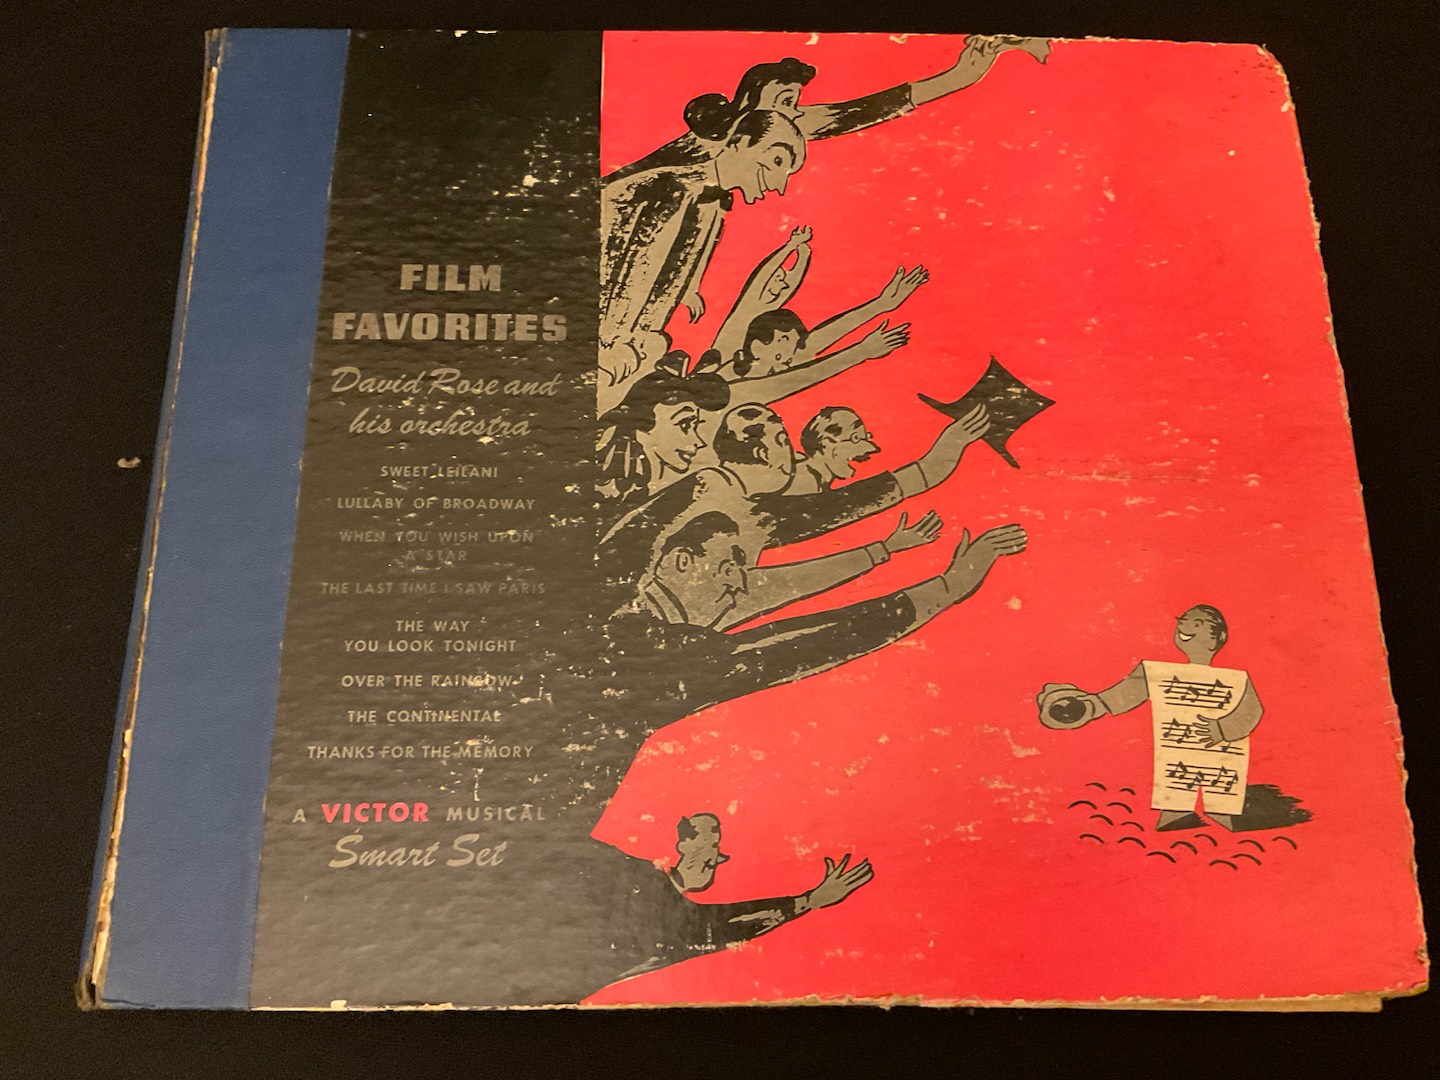 FILM
FAVORITES
David Rose and
his orchestra
SWEET LEILANI
LULLABY OF BROADWAY
WHEN YOU WISH UPON
A STAR
THE LAST TIME I SAW PARIS
THE WAY
YOU LOOK TONIGHT
OVER THE RAINBOW
THE CONTINENTAL
THANKS FOR THE MEMORY
A VICTOR MUSICAL
Smart Set